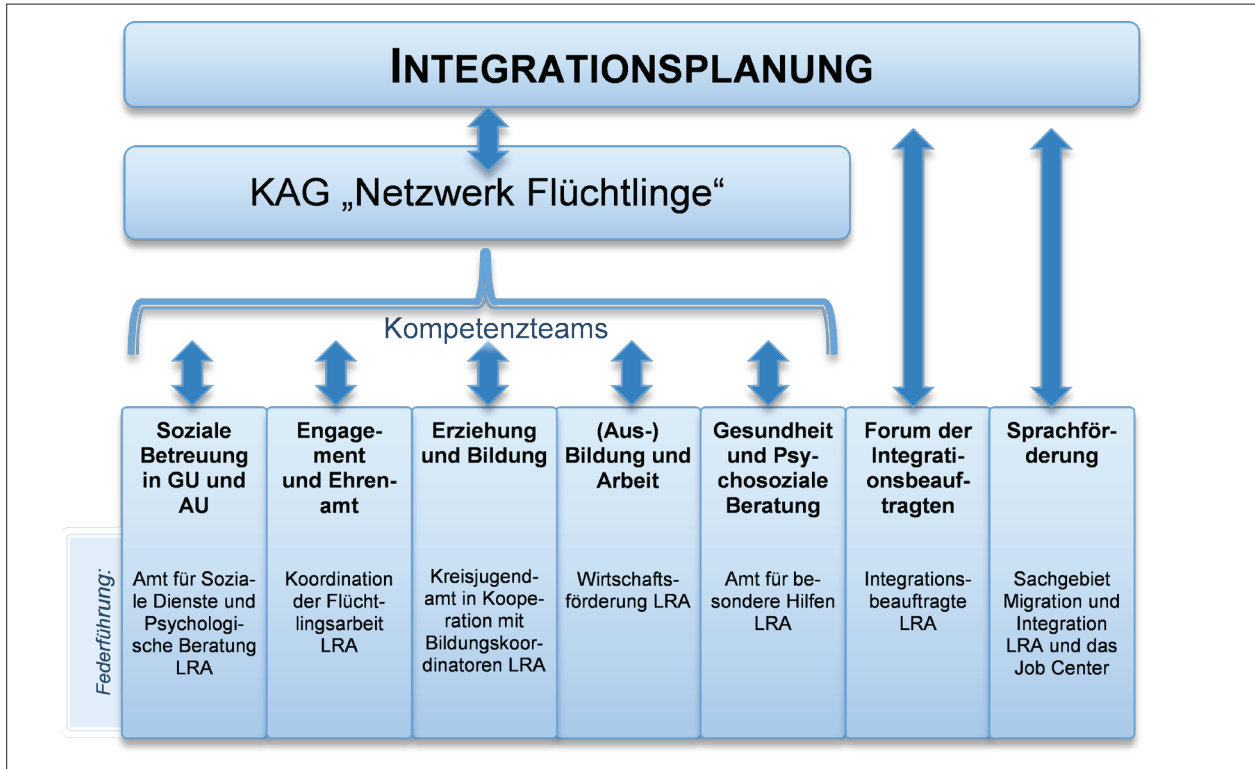 INTEGRATIONSPLANUNG
KAG „Netzwerk Flüchtlinge“
Kompetenzteams
Soziale
Betreuung
in GU und
AU
Amt für Sozia-
le Dienste und
Psychologi-
sche Beratung
LRA
Engage-
ment
und Ehren-
amt
Koordination
der Flücht-
lingsarbeit
LRA
Erziehung
und Bildung
Kreisjugend-
amt in Koope-
ration mit
Bildungskoor-
dinatoren LRA
(Aus-)
Bildung und
Arbeit
Wirtschafts-
förderung LRA
Gesundheit
und Psy-
chosoziale
Beratung
Amt für be-
sondere Hilfen
LRA
Forum der
Integrati-
onsbeauf-
tragten
Integrations-
beauftragte
LRA
Sprachför-
derung
Sachgebiet
Migration und
Integration
LRA und das
Job Center
Federführung: